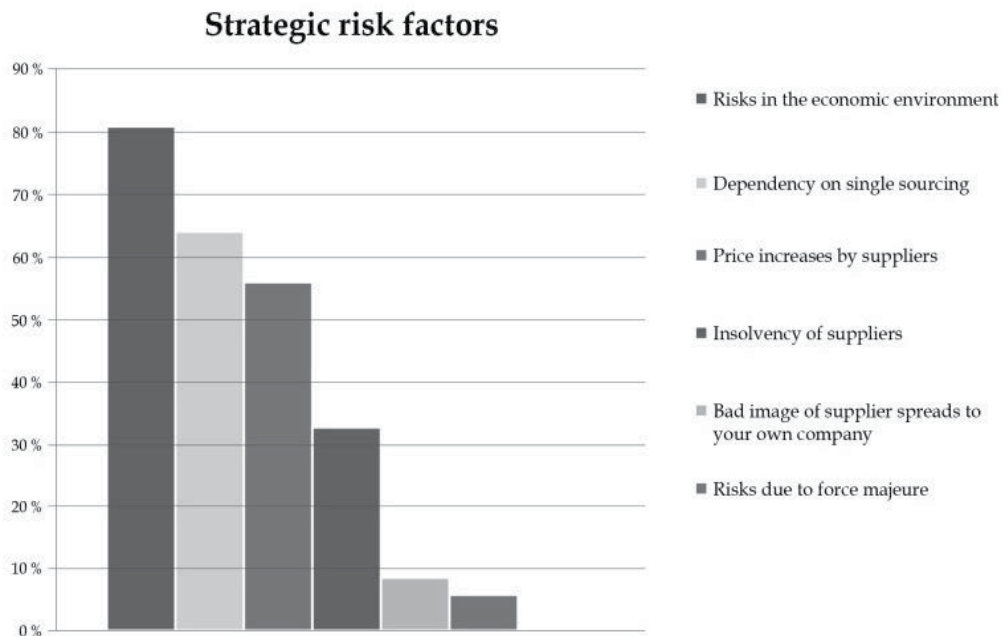 Strategic risk factors
90 %
80 %
70 %
60 %
50 %
40 %
30 %
20 %
10 %
0 %
Risks in the economic environment
Dependency on single sourcing
Price increases by suppliers
Insolvency of suppliers
Bad image of supplier spreads to
your own company
Risks due to force majeure